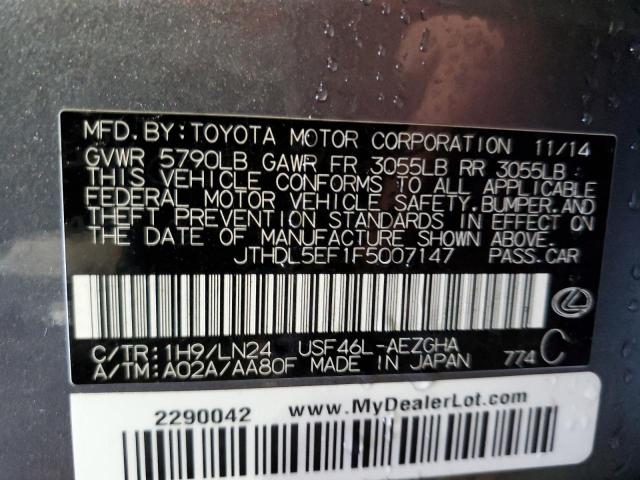 MFD. BY: TOYOTA MOTOR CORPORATION 11/14
GVWR 5790LB GAWR FR 3055LB RR 3055LB
THIS VEHICLE CONFORMS TO ALL APPLICABLE
FEDERAL MOTOR VEHICLE SAFETY, BUMPER, AND
THEFT PREVENTION STANDARDS IN EFFECT ON
THE DATE OF MANUFACTURE SHOWN ABOVE.
JTHDL5EF1F5007147 PASS. CAR
C/TR: 1H9/LN24 USF46L-AEZGHA
A/TM: A02A/AA80F MADE IN JAPAN 774 C
2290042 www.MyDealerLot.com